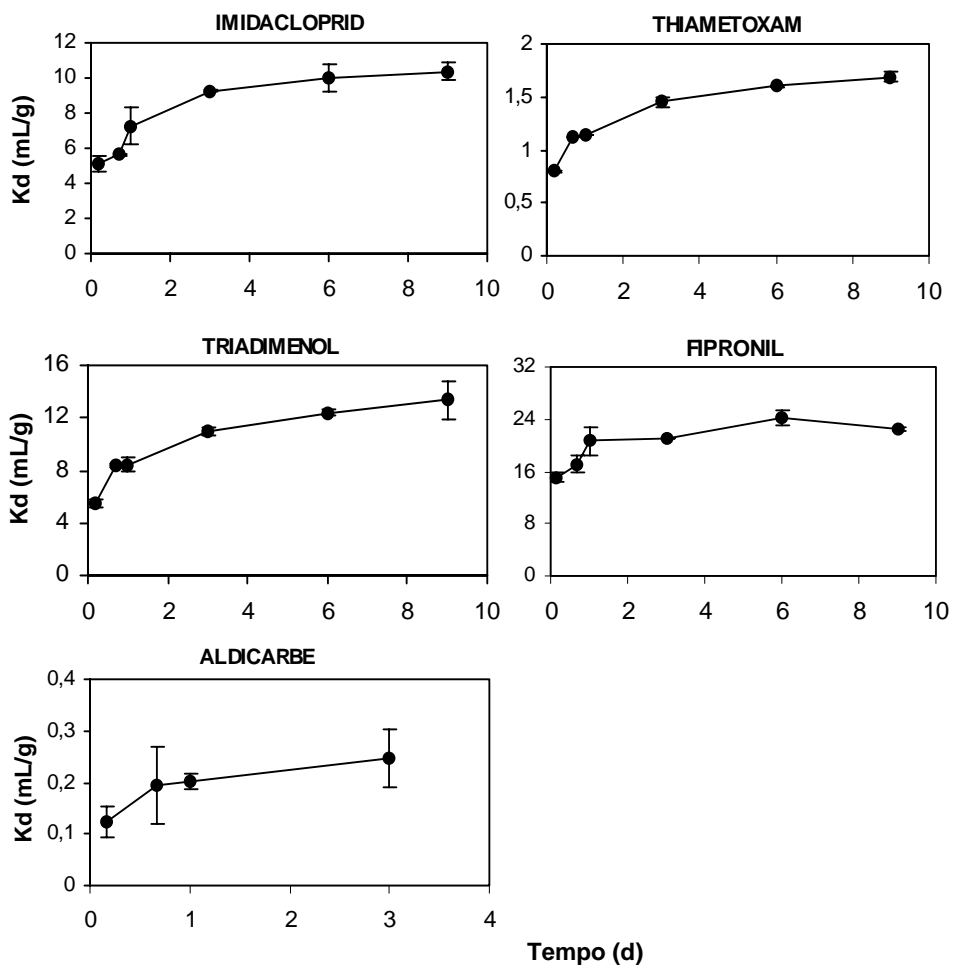 IMIDACLOPRID
THIAMETOXAM
12
10
8
6
4
2
0
Kd (mL/g)
0 2 4 6 8 10
2
1,5
1
0,5
0
0 2 4 6 8 10
TRIADIMENOL
FIPRONIL
16
12
8
4
0
Kd (mL/g)
0 2 4 6 8 10
32
24
16
8
0
0 2 4 6 8 10
ALDICARBE
0,4
0,3
0,2
0,1
0
Kd (mL/g)
0 1 2 3 4
Tempo (d)